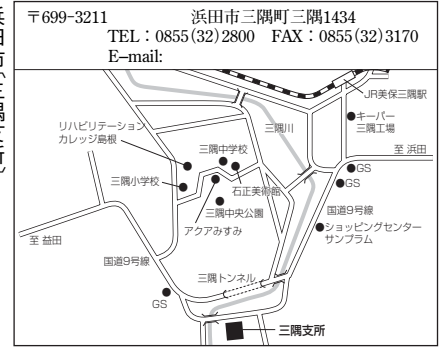 〒699-3211 浜田市三隅町三隅1434
TEL：0855(32)2800 FAX：0855(32)3170
E–mail:
JR美保三隅駅
キーパー
三隅工場
リハビリテーション
カレッジ島根
三隅川
三隅中学校
至 浜田
石正美術館
GS
三隅小学校
GS
三隅中央公園
国道9号線
アクアみすみ
ショッピングセンター
サンプラム
至 益田
国道9号線
三隅トンネル
GS
三隅支所